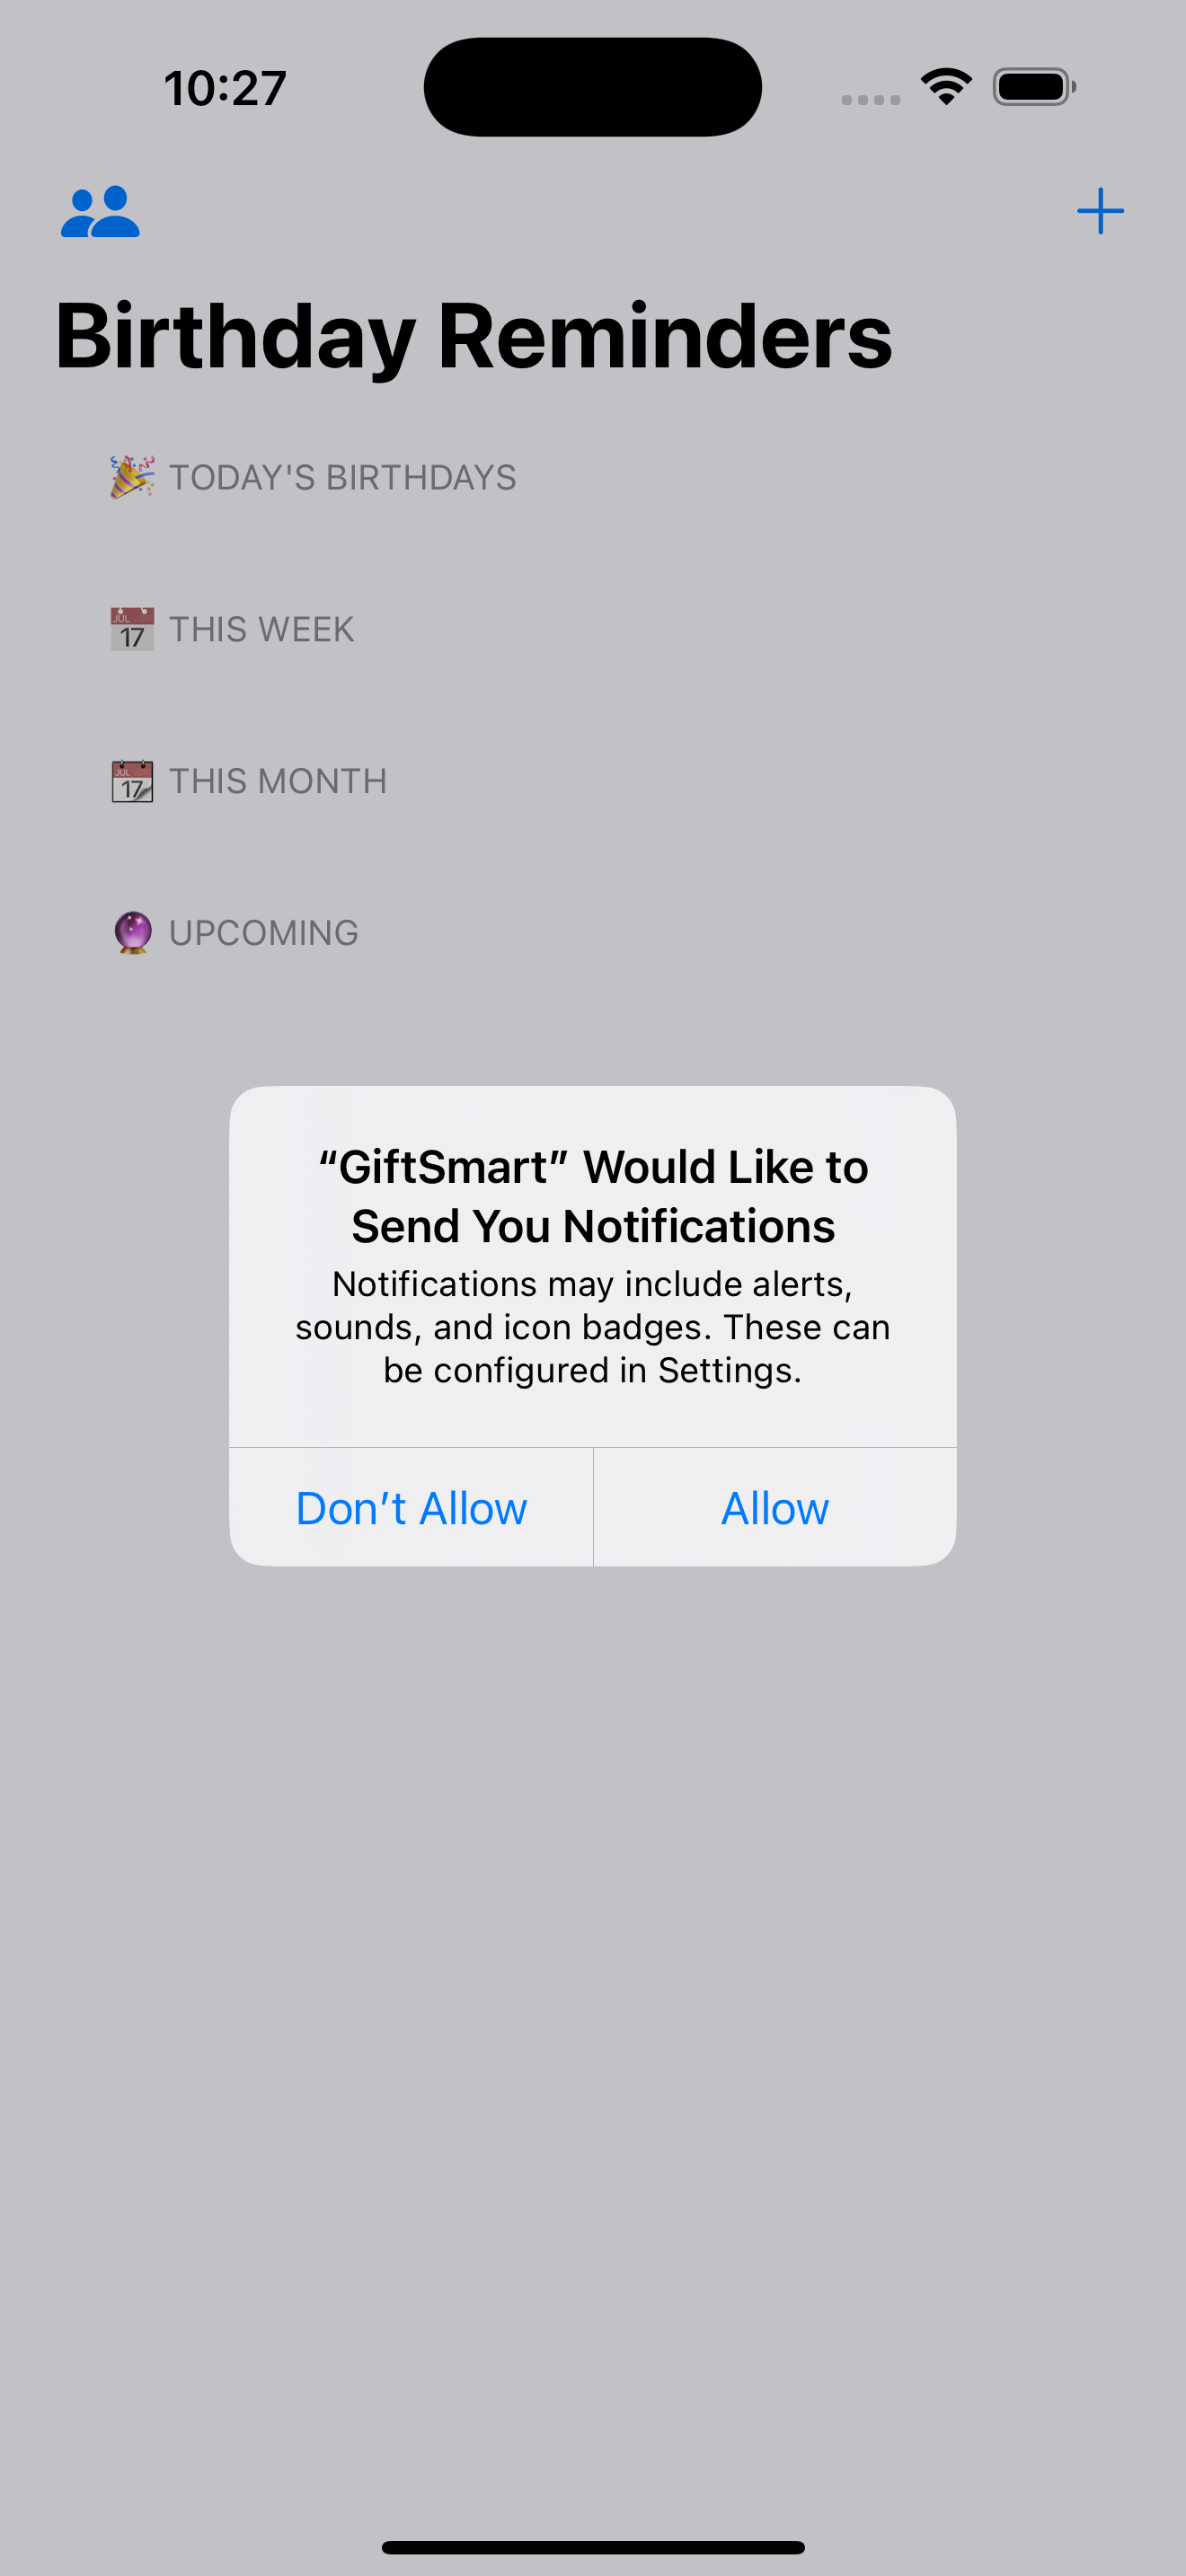 10:27
Birthday Reminders
🎉 TODAY'S BIRTHDAYS
📅 THIS WEEK
📆 THIS MONTH
🔮 UPCOMING
“GiftSmart” Would Like to
Send You Notifications
Notifications may include alerts,
sounds, and icon badges. These can
be configured in Settings.
Don’t Allow
Allow